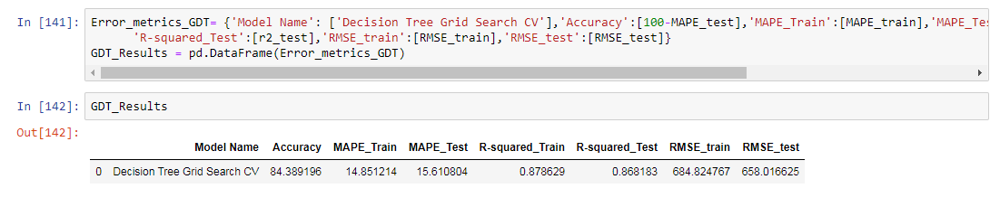 In [141]: Error_metrics_GDT= {'Model Name': ['Decision Tree Grid Search CV'],'Accuracy':[100-MAPE_test],'MAPE_Train':[MAPE_train],'MAPE_Tes
'R-squared_Test':[r2_test],'RMSE_train':[RMSE_train],'RMSE_test':[RMSE_test]}
GDT_Results = pd.DataFrame(Error_metrics_GDT)
In [142]: GDT_Results
Out[142]:
Model Name Accuracy MAPE_Train MAPE_Test R-squared_Train R-squared_Test RMSE_train RMSE_test
0 Decision Tree Grid Search CV 84.389196 14.851214 15.610804 0.878629 0.868183 684.824767 658.016625